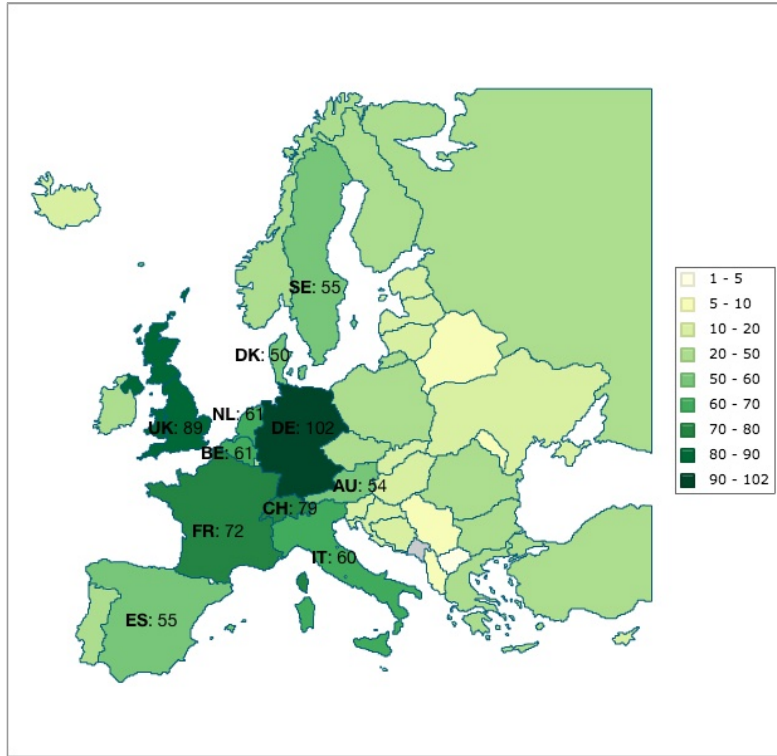 SE: 55
DK: 50
NL: 61
UK: 89
DE: 102
BE: 61
AU: 54
CH: 79
FR: 72
IT: 60
ES: 55
1 - 5
5 - 10
10 - 20
20 - 50
50 - 60
60 - 70
70 - 80
80 - 90
90 - 102